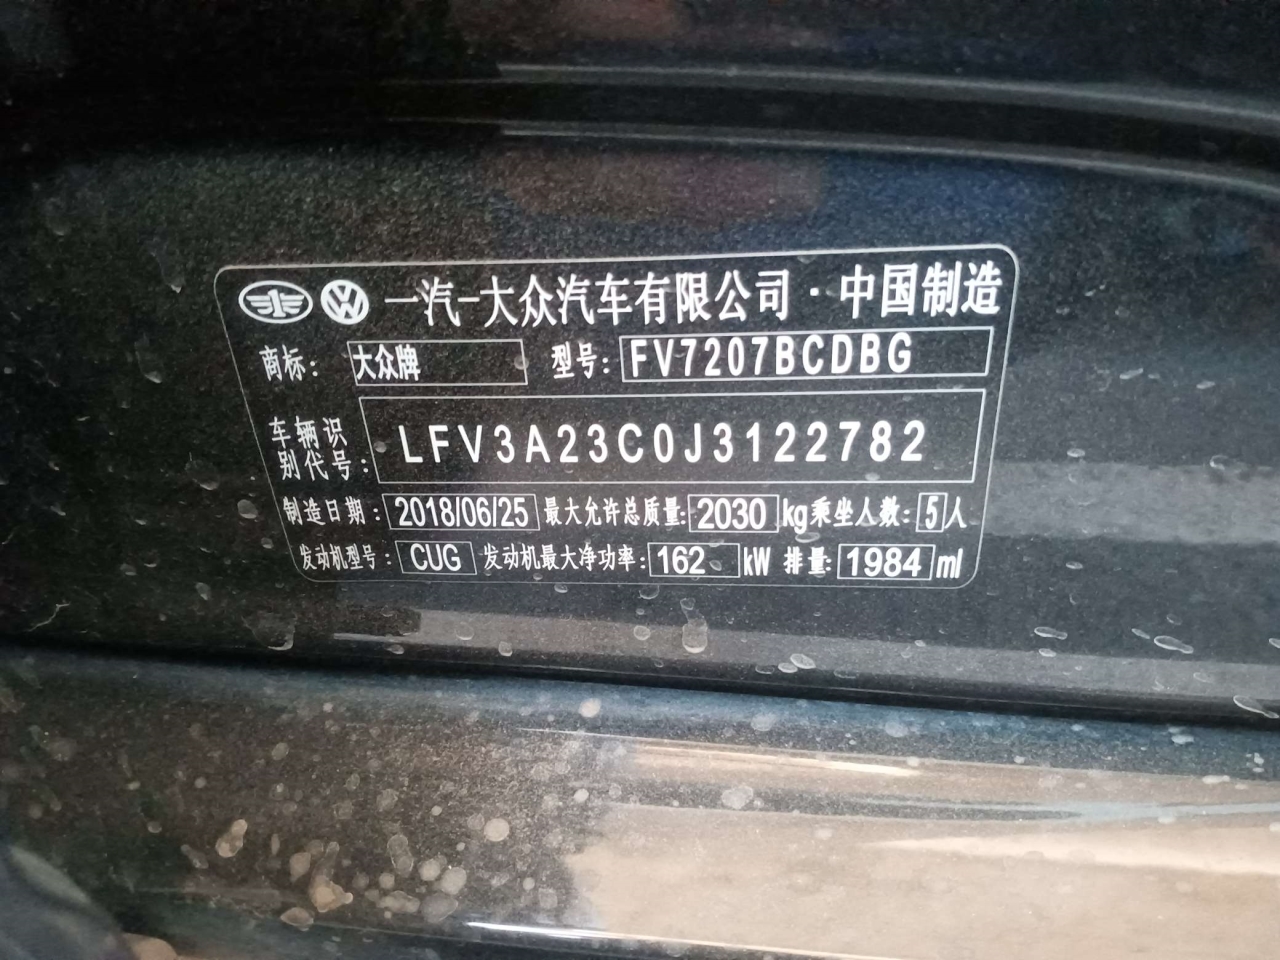 一汽-大众汽车有限公司·中国制造
商标: 大众牌 型号: FV7207BCDBG
车辆识别代号: LFV3A23C0J3122782
制造日期: 2018/06/25 最大允许总质量: 2030 kg 乘坐人数: 5 人
发动机型号: CUG 发动机最大净功率: 162 kW 排量: 1984 ml